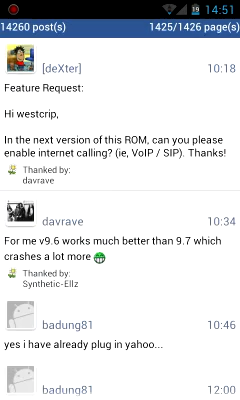 19 14:51
14260 post(s) 1425/1426 page(s)
[deXter] 10:18
Feature Request:
Hi westcrip,
In the next version of this ROM, can you please
enable internet calling? (ie, VoIP / SIP). Thanks!
Thanked by:
davrave
davrave 10:34
For me v9.6 works much better than 9.7 which
crashes a lot more
Thanked by:
Synthetic-Ellz
badung81 10:46
yes i have already plug in yahoo...
badung81 12:00